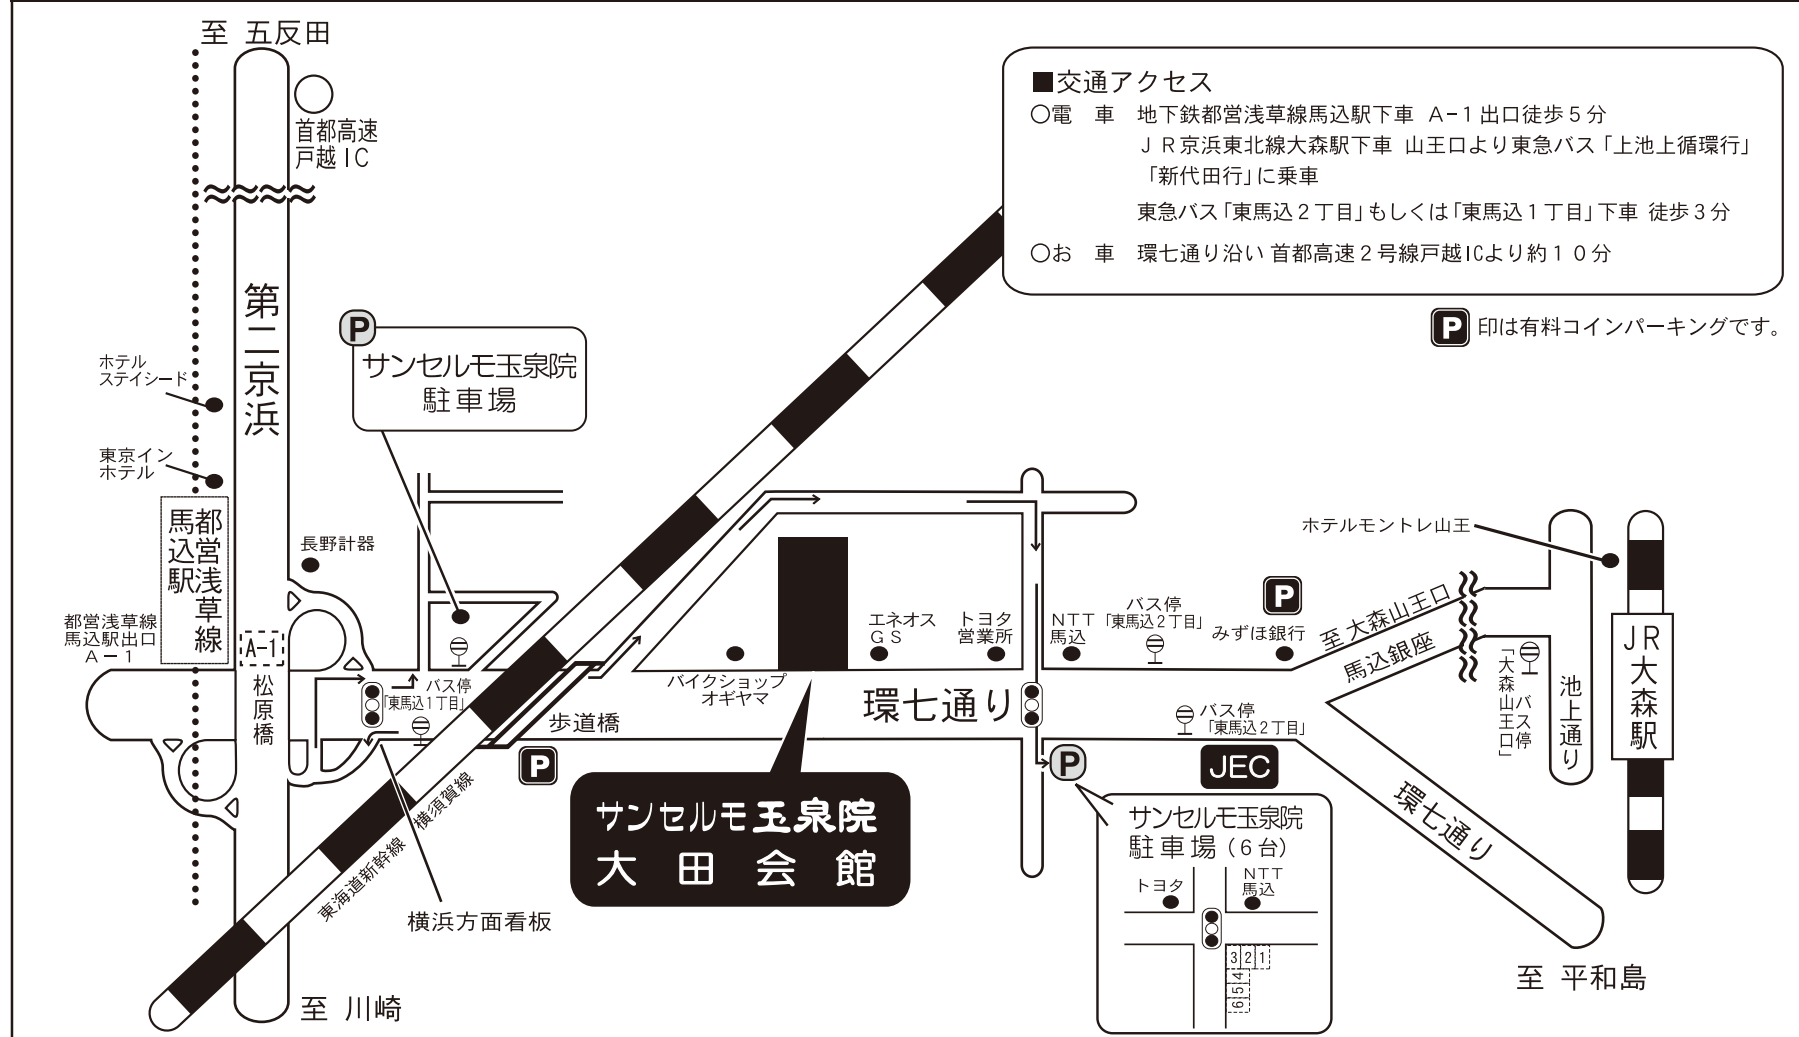 至 五反田
首都高速
戸越IC
■交通アクセス
○電 車 地下鉄都営浅草線馬込駅下車 A-1出口徒歩5分
JR京浜東北線大森駅下車 山王口より東急バス「上池上循環行」
「新代田行」に乗車
東急バス「東馬込2丁目」もしくは「東馬込1丁目」下車 徒歩3分
○お 車 環七通り沿い 首都高速2号線戸越ICより約10分
P 印は有料コインパーキングです。
第二京浜
P
サンセルモ玉泉院
駐車場
ホテル
ステイシード
東京イン
ホテル
都営浅草線
馬込駅
長野計器
都営浅草線
馬込駅出口
A-1
A-1
松原橋
バス停
「東馬込1丁目」
歩道橋
P
バイクショップ
オギヤマ
エネオス
GS
トヨタ
営業所
NTT
馬込
バス停
「東馬込2丁目」
P
みずほ銀行
至 大森山王口
馬込銀座
ホテルモントレ山王
JR大森駅
池上通り
バス停
「大森山王口」
環七通り
バス停
「東馬込2丁目」
JEC
P
サンセルモ玉泉院
駐車場(6台)
トヨタ
NTT
馬込
3 2 1
4
5
6
環七通り
至 平和島
サンセルモ玉泉院
大田会館
横須賀線
東海道新幹線
横浜方面看板
至 川崎